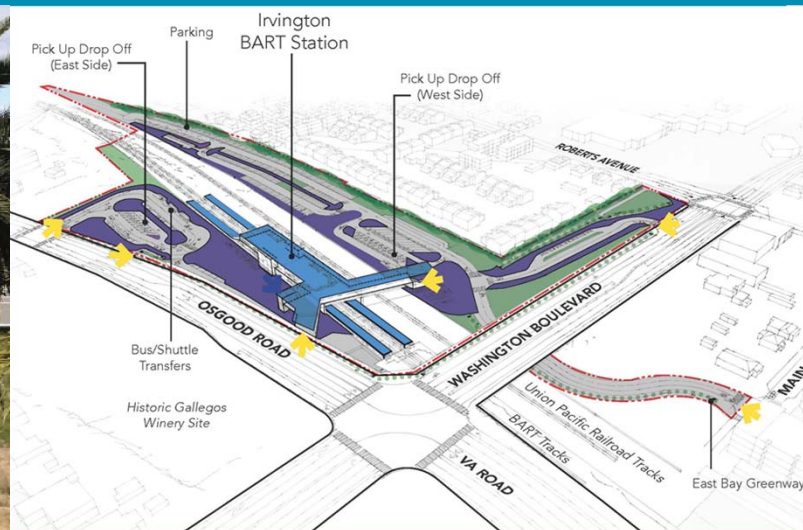 Irvington
BART Station
Parking
Pick Up Drop Off
(East Side)
Pick Up Drop Off
(West Side)
ROBERTS AVENUE
OSGOOD ROAD
WASHINGTON BOULEVARD
Bus/Shuttle
Transfers
Historic Gallegos
Winery Site
Union Pacific Railroad Tracks
BART Tracks
MAIN
VA ROAD
East Bay Greenway